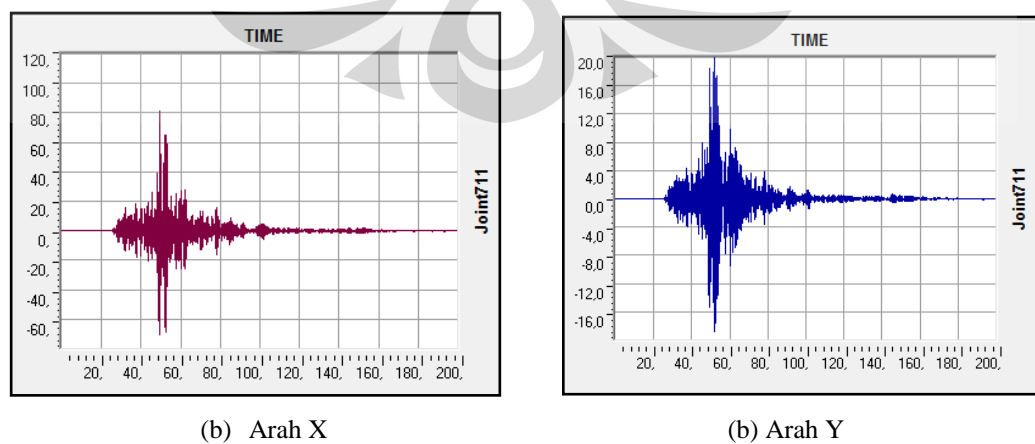 TIME
120,
100,
80,
60,
40,
20,
0,
-20,
-40,
-60,
20, 40, 60, 80, 100, 120, 140, 160, 180, 200,
Joint711
(b) Arah X
TIME
20,0
16,0
12,0
8,0
4,0
0,0
-4,0
-8,0
-12,0
-16,0
20, 40, 60, 80, 100, 120, 140, 160, 180, 200,
Joint711
(b) Arah Y